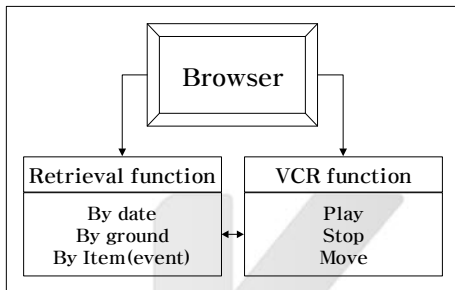 Browser
Retrieval function
By date
By ground
By Item(event)
VCR function
Play
Stop
Move